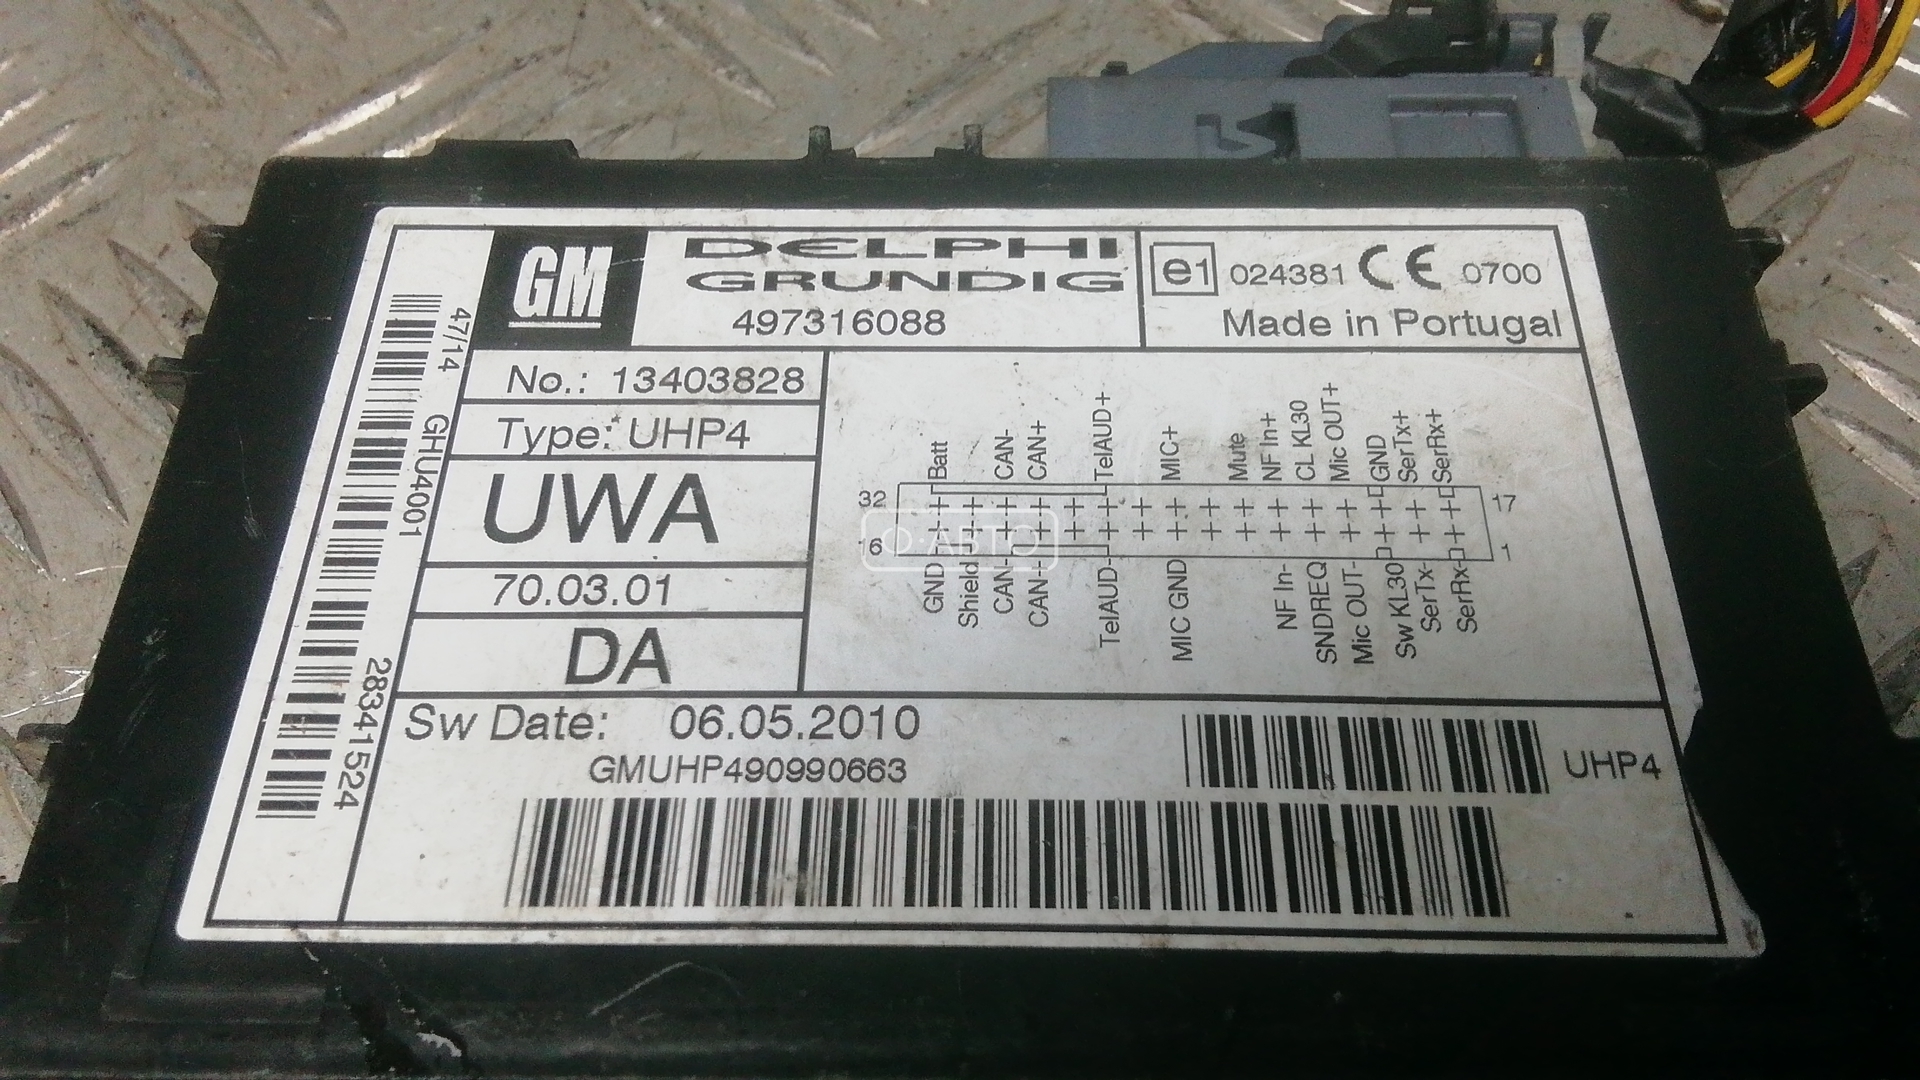 GM
DELPHI
GRUNDIG
497316088
e1 024381 CE 0700
Made in Portugal
No.: 13403828
Type: UHP4
UWA
70.03.01
DA
Batt CAN- CAN+ TelAUD+ MIC+ Mute NF In+ CL KL30 Mic OUT+ GND SerTx+ SerRx+
32 17
16 1
GND Shield CAN- CAN+ TelAUD- MIC GND NF In- SNDREQ Mic OUT- Sw KL30 SerTx- SerRx-
Sw Date: 06.05.2010
GMUHP490990663
UHP4
47/14 GHU4001 283415524
О·АВТО